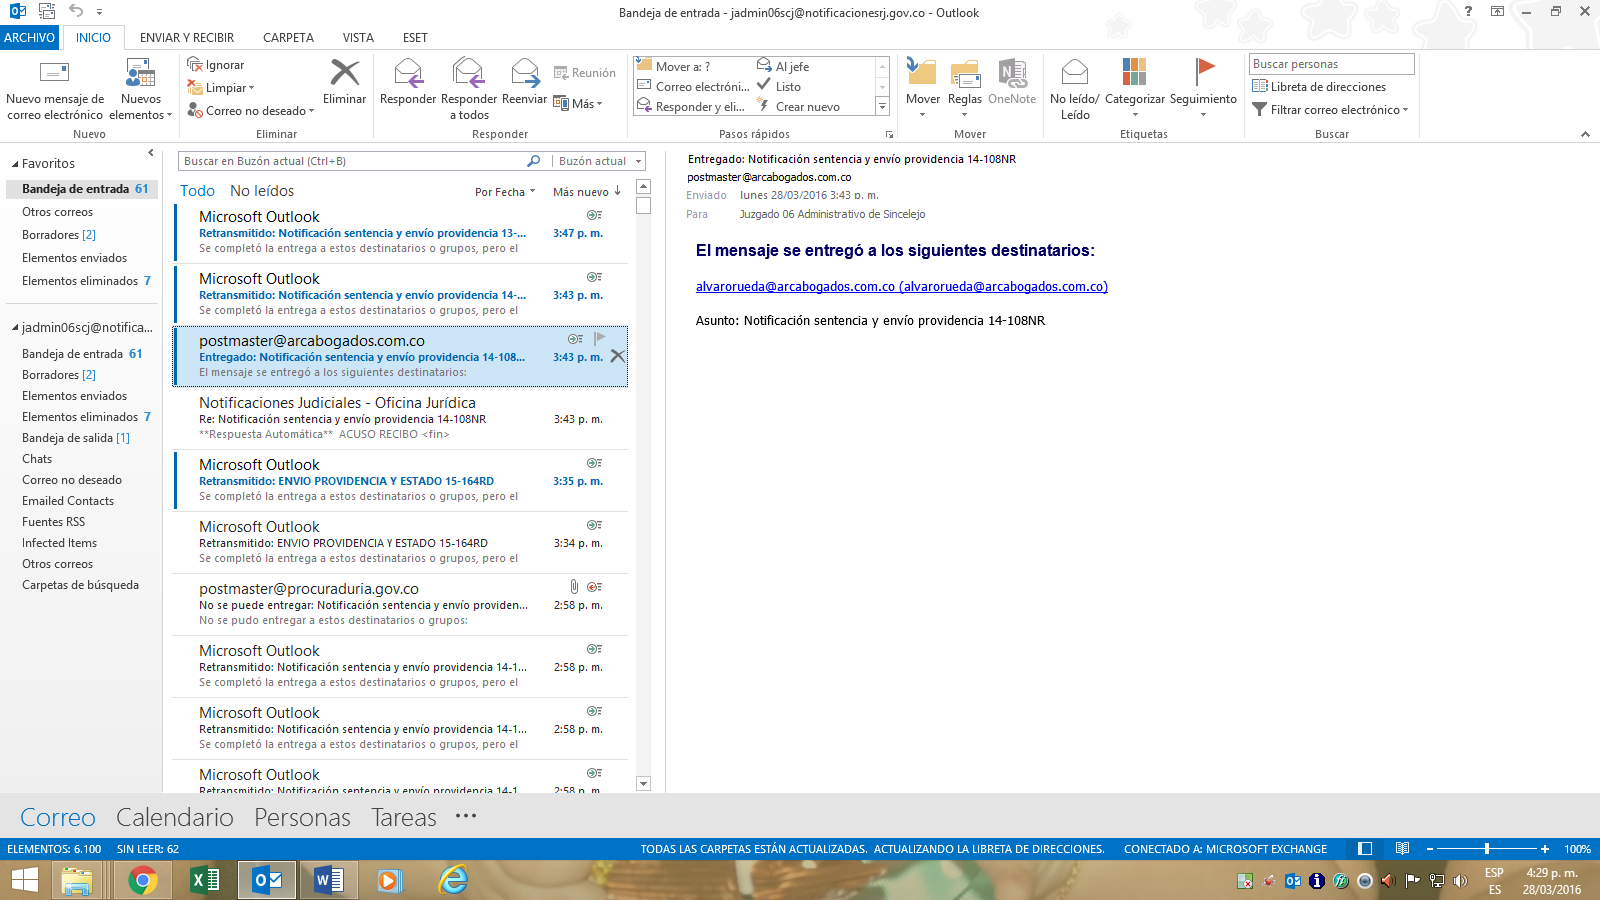 Bandeja de entrada - jadmin06scj@notificacionesrj.gov.co - Outlook
?
ARCHIVO
INICIO
ENVIAR Y RECIBIR
CARPETA
VISTA
ESET
Nuevo mensaje de
correo electrónico
Nuevos
elementos
Nuevo
Ignorar
Limpiar
Correo no deseado
Eliminar
Eliminar
Responder
Responder
a todos
Reenviar
Reunión
Más
Responder
Mover a: ?
Correo electróni...
Responder y eli...
Al jefe
Listo
Crear nuevo
Pasos rápidos
Mover
Reglas
OneNote
Mover
No leído/
Leído
Categorizar
Seguimiento
Etiquetas
Buscar personas
Libreta de direcciones
Filtrar correo electrónico
Buscar
Favoritos
Bandeja de entrada 61
Otros correos
Borradores [2]
Elementos enviados
Elementos eliminados 7
jadmin06scj@notifica...
Bandeja de entrada 61
Borradores [2]
Elementos enviados
Elementos eliminados 7
Bandeja de salida [1]
Chats
Correo no deseado
Emailed Contacts
Fuentes RSS
Infected Items
Otros correos
Carpetas de búsqueda
Buscar en Buzón actual (Ctrl+B)
Buzón actual
Todo No leídos
Por Fecha
Más nuevo
Microsoft Outlook
Retransmitido: Notificación sentencia y envío providencia 13-... 3:47 p. m.
Se completó la entrega a estos destinatarios o grupos, pero el
Microsoft Outlook
Retransmitido: Notificación sentencia y envío providencia 14-... 3:43 p. m.
Se completó la entrega a estos destinatarios o grupos, pero el
postmaster@arcabogados.com.co
Entregado: Notificación sentencia y envío providencia 14-108... 3:43 p. m.
El mensaje se entregó a los siguientes destinatarios:
Notificaciones Judiciales - Oficina Jurídica
Re: Notificación sentencia y envío providencia 14-108NR 3:43 p. m.
**Respuesta Automática** ACUSO RECIBO <fin>
Microsoft Outlook
Retransmitido: ENVIO PROVIDENCIA Y ESTADO 15-164RD 3:35 p. m.
Se completó la entrega a estos destinatarios o grupos, pero el
Microsoft Outlook
Retransmitido: ENVIO PROVIDENCIA Y ESTADO 15-164RD 3:34 p. m.
Se completó la entrega a estos destinatarios o grupos, pero el
postmaster@procuraduria.gov.co
No se puede entregar: Notificación sentencia y envío providen... 2:58 p. m.
No se pudo entregar a estos destinatarios o grupos:
Microsoft Outlook
Retransmitido: Notificación sentencia y envío providencia 14-1... 2:58 p. m.
Se completó la entrega a estos destinatarios o grupos, pero el
Microsoft Outlook
Retransmitido: Notificación sentencia y envío providencia 14-1... 2:58 p. m.
Se completó la entrega a estos destinatarios o grupos, pero el
Microsoft Outlook
Retransmitido: Notificación sentencia y envío providencia 14-1... 2:58 p. m.
Entregado: Notificación sentencia y envío providencia 14-108NR
postmaster@arcabogados.com.co
Enviado lunes 28/03/2016 3:43 p. m.
Para Juzgado 06 Administrativo de Sincelejo
El mensaje se entregó a los siguientes destinatarios:
alvarorueda@arcabogados.com.co (alvarorueda@arcabogados.com.co)
Asunto: Notificación sentencia y envío providencia 14-108NR
Correo Calendario Personas Tareas ...
ELEMENTOS: 6.100 SIN LEER: 62
TODAS LAS CARPETAS ESTÁN ACTUALIZADAS. ACTUALIZANDO LA LIBRETA DE DIRECCIONES. CONECTADO A: MICROSOFT EXCHANGE
100%
ESP
ES
4:29 p. m.
28/03/2016